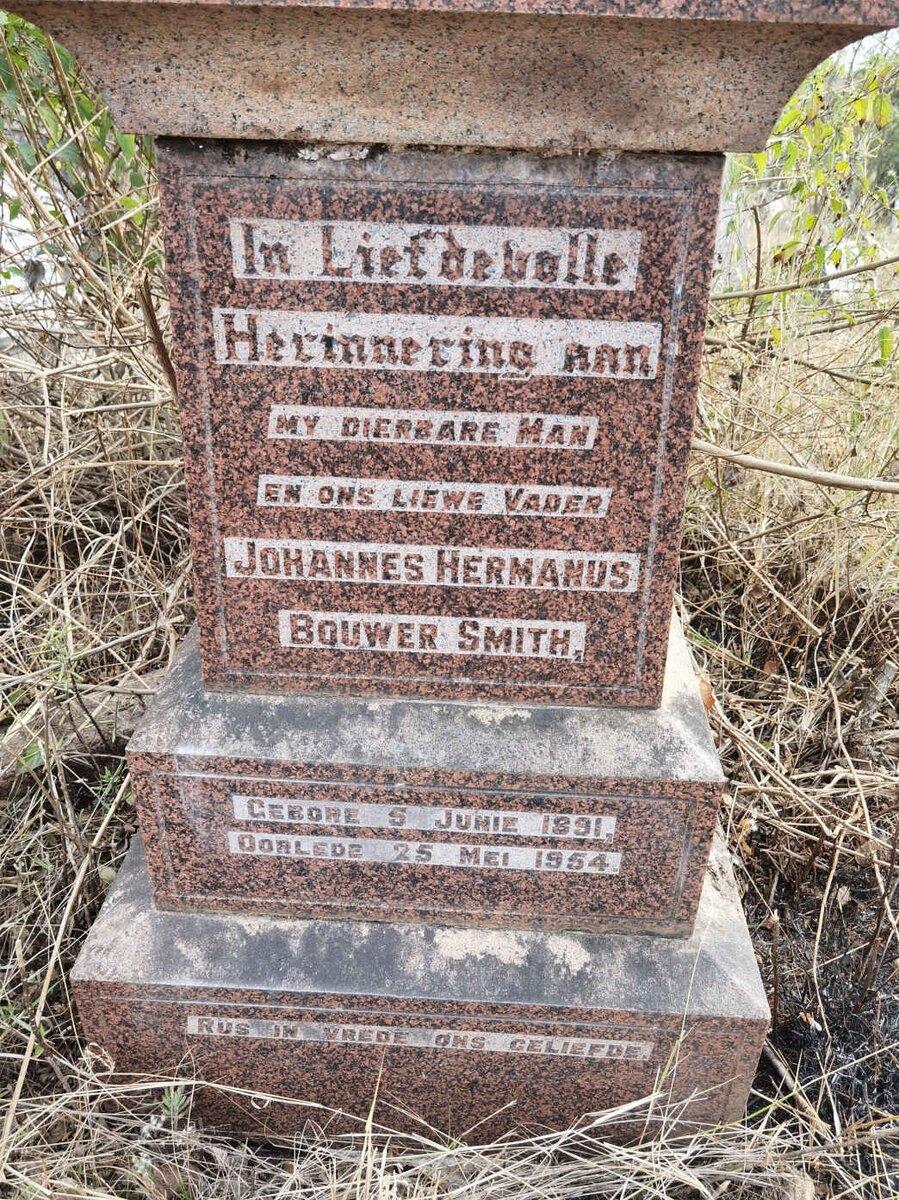 In Liefdevolle
Herinnering aan
MY DIERBARE MAN
EN ONS LIEWE VADER
JOHANNES HERMANUS
BOUWER SMITH,
GEBORE 5 JUNIE 1891,
OORLEDE 25 MEI 1954.
RUS IN VREDE ONS GELIEFDE.